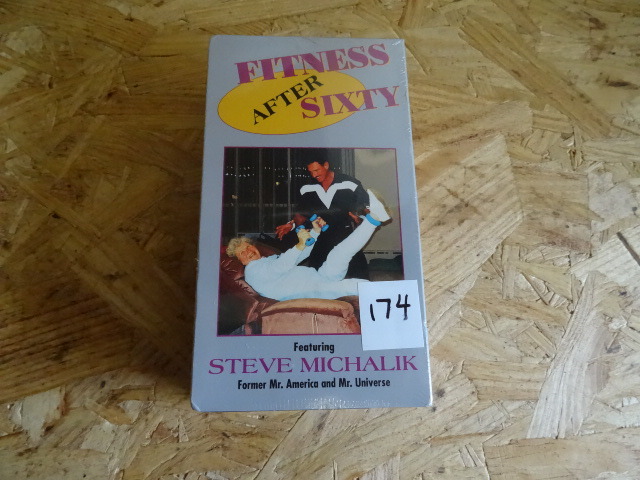 FITNESS
AFTER
SIXTY
174
Featuring
STEVE MICHALIK
Former Mr. America and Mr. Universe